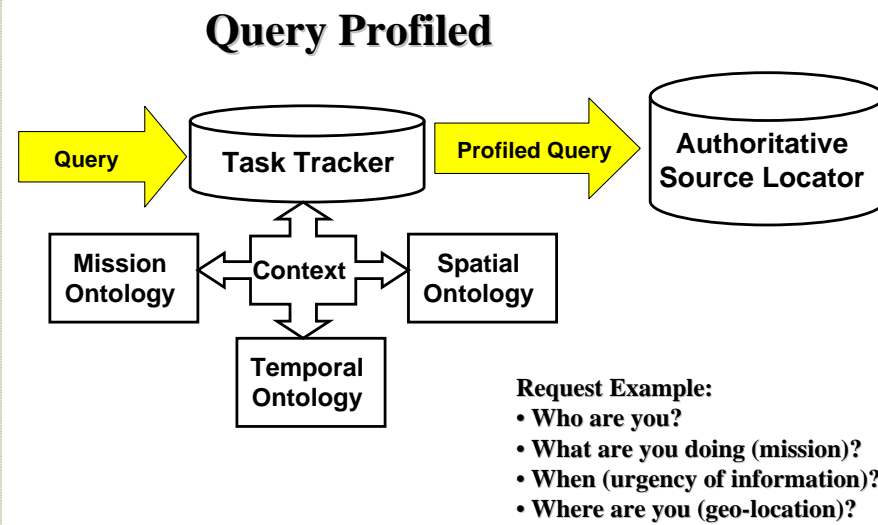 Query Profiled
Query
Task Tracker
Profiled Query
Authoritative
Source Locator
Mission
Ontology
Context
Spatial
Ontology
Temporal
Ontology
Request Example:
• Who are you?
• What are you doing (mission)?
• When (urgency of information)?
• Where are you (geo-location)?